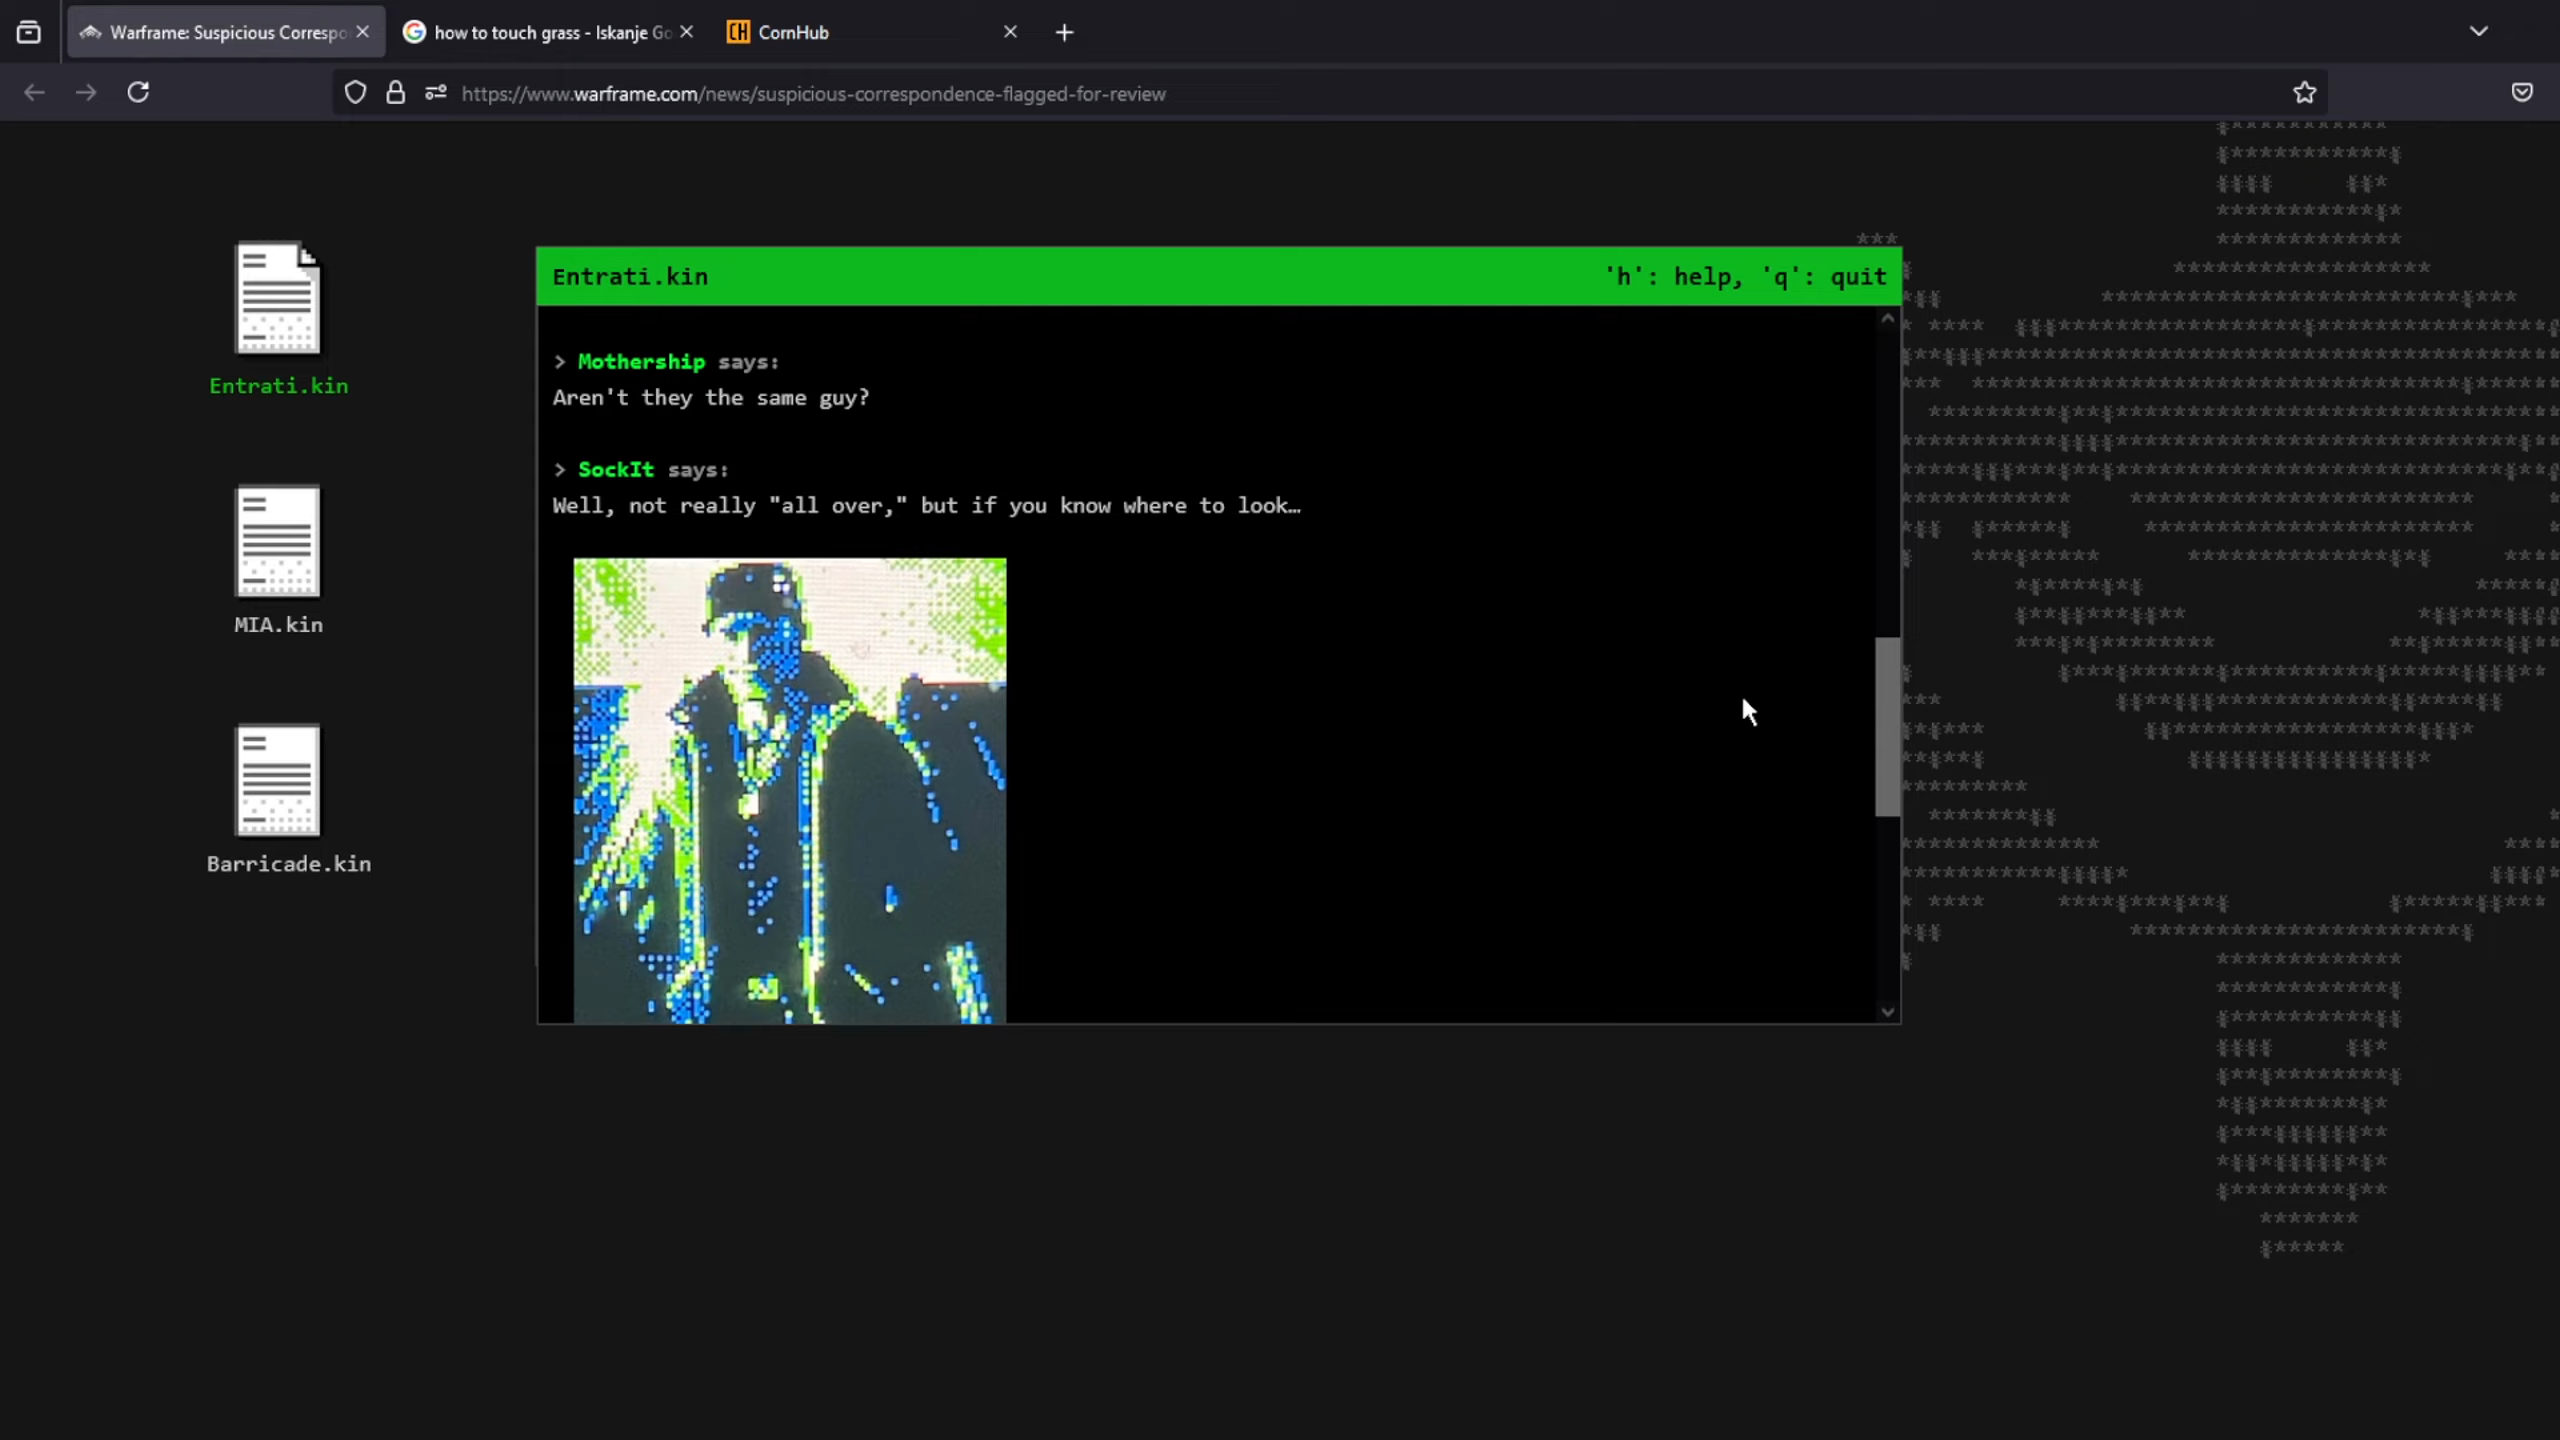 Warframe: Suspicious Correspo
how to touch grass - Iskanje Go
CH CornHub
https://www.warframe.com/news/suspicious-correspondence-flagged-for-review
Entrati.kin
MIA.kin
Barricade.kin
Entrati.kin 'h': help, 'q': quit
> Mothership says:
Aren't they the same guy?
> SockIt says:
Well, not really "all over," but if you know where to look…